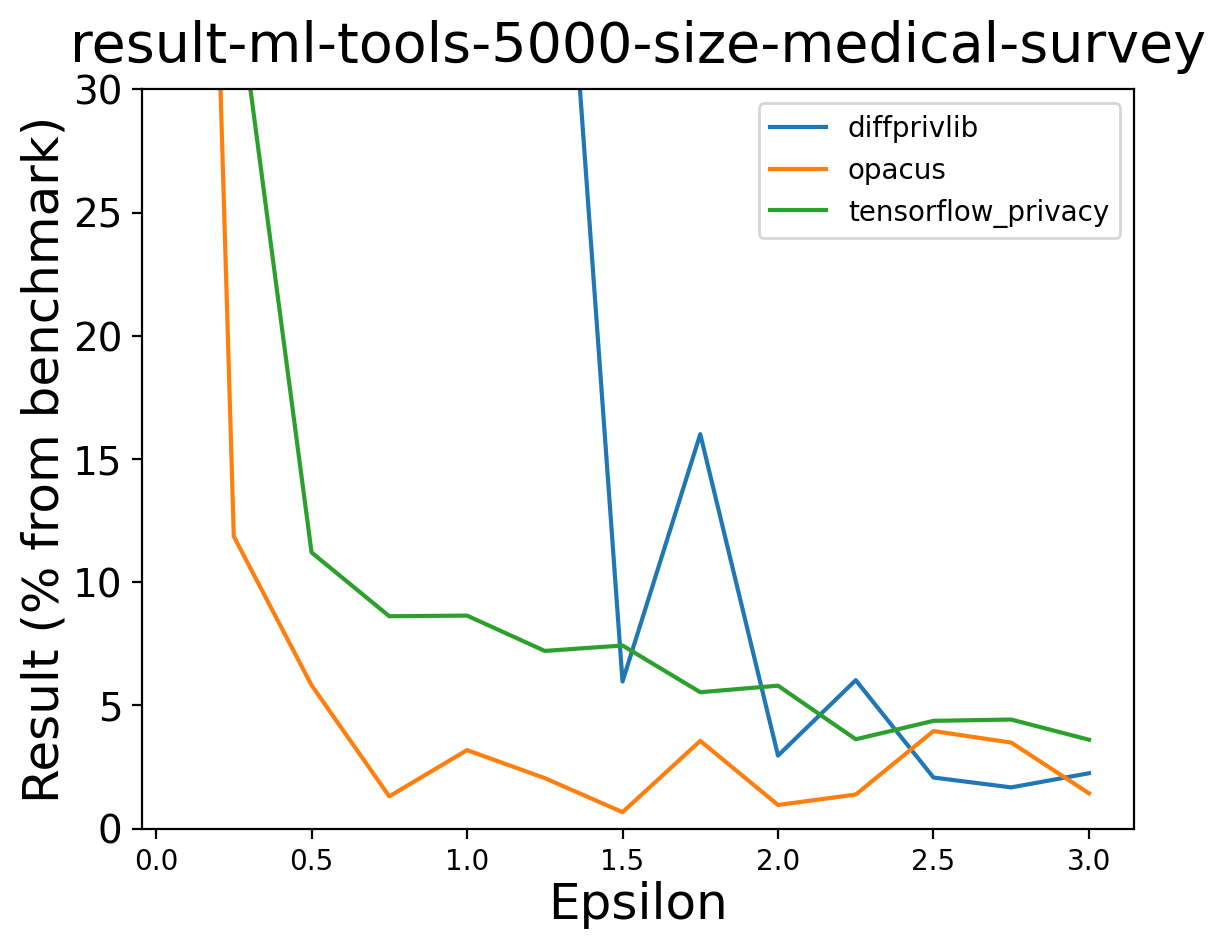 result-ml-tools-5000-size-medical-survey
30
25
20
15
10
5
0
Result (% from benchmark)
diffprivlib
opacus
tensorflow_privacy
0.0 0.5 1.0 1.5 2.0 2.5 3.0
Epsilon